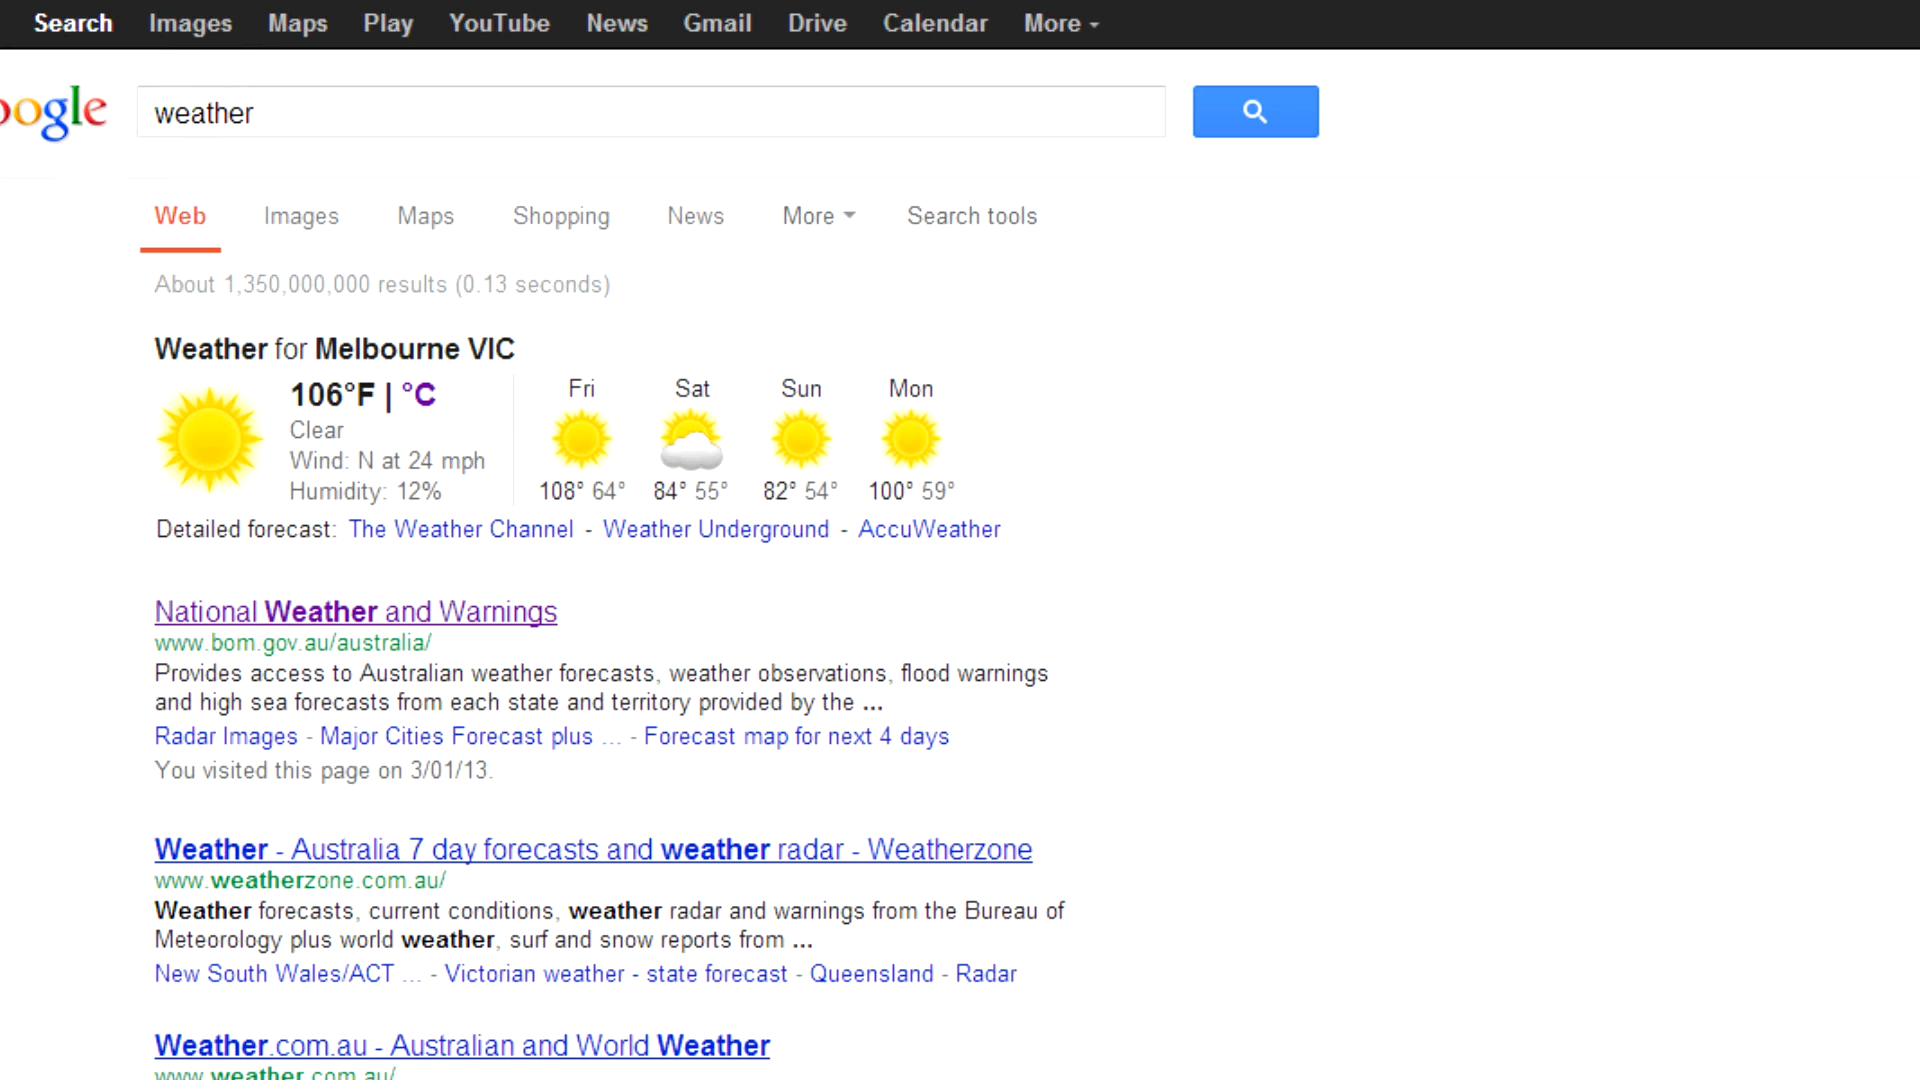 Search Images Maps Play YouTube News Gmail Drive Calendar More
oogle weather
Web Images Maps Shopping News More Search tools
About 1,350,000,000 results (0.13 seconds)
Weather for Melbourne VIC
106°F | °C
Clear
Wind: N at 24 mph
Humidity: 12%
Fri Sat Sun Mon
108° 64° 84° 55° 82° 54° 100° 59°
Detailed forecast: The Weather Channel - Weather Underground - AccuWeather
National Weather and Warnings
www.bom.gov.au/australia/
Provides access to Australian weather forecasts, weather observations, flood warnings
and high sea forecasts from each state and territory provided by the ...
Radar Images - Major Cities Forecast plus ... - Forecast map for next 4 days
You visited this page on 3/01/13.
Weather - Australia 7 day forecasts and weather radar - Weatherzone
www.weatherzone.com.au/
Weather forecasts, current conditions, weather radar and warnings from the Bureau of
Meteorology plus world weather, surf and snow reports from ...
New South Wales/ACT ... - Victorian weather - state forecast - Queensland - Radar
Weather.com.au - Australian and World Weather
www.weather.com.au/